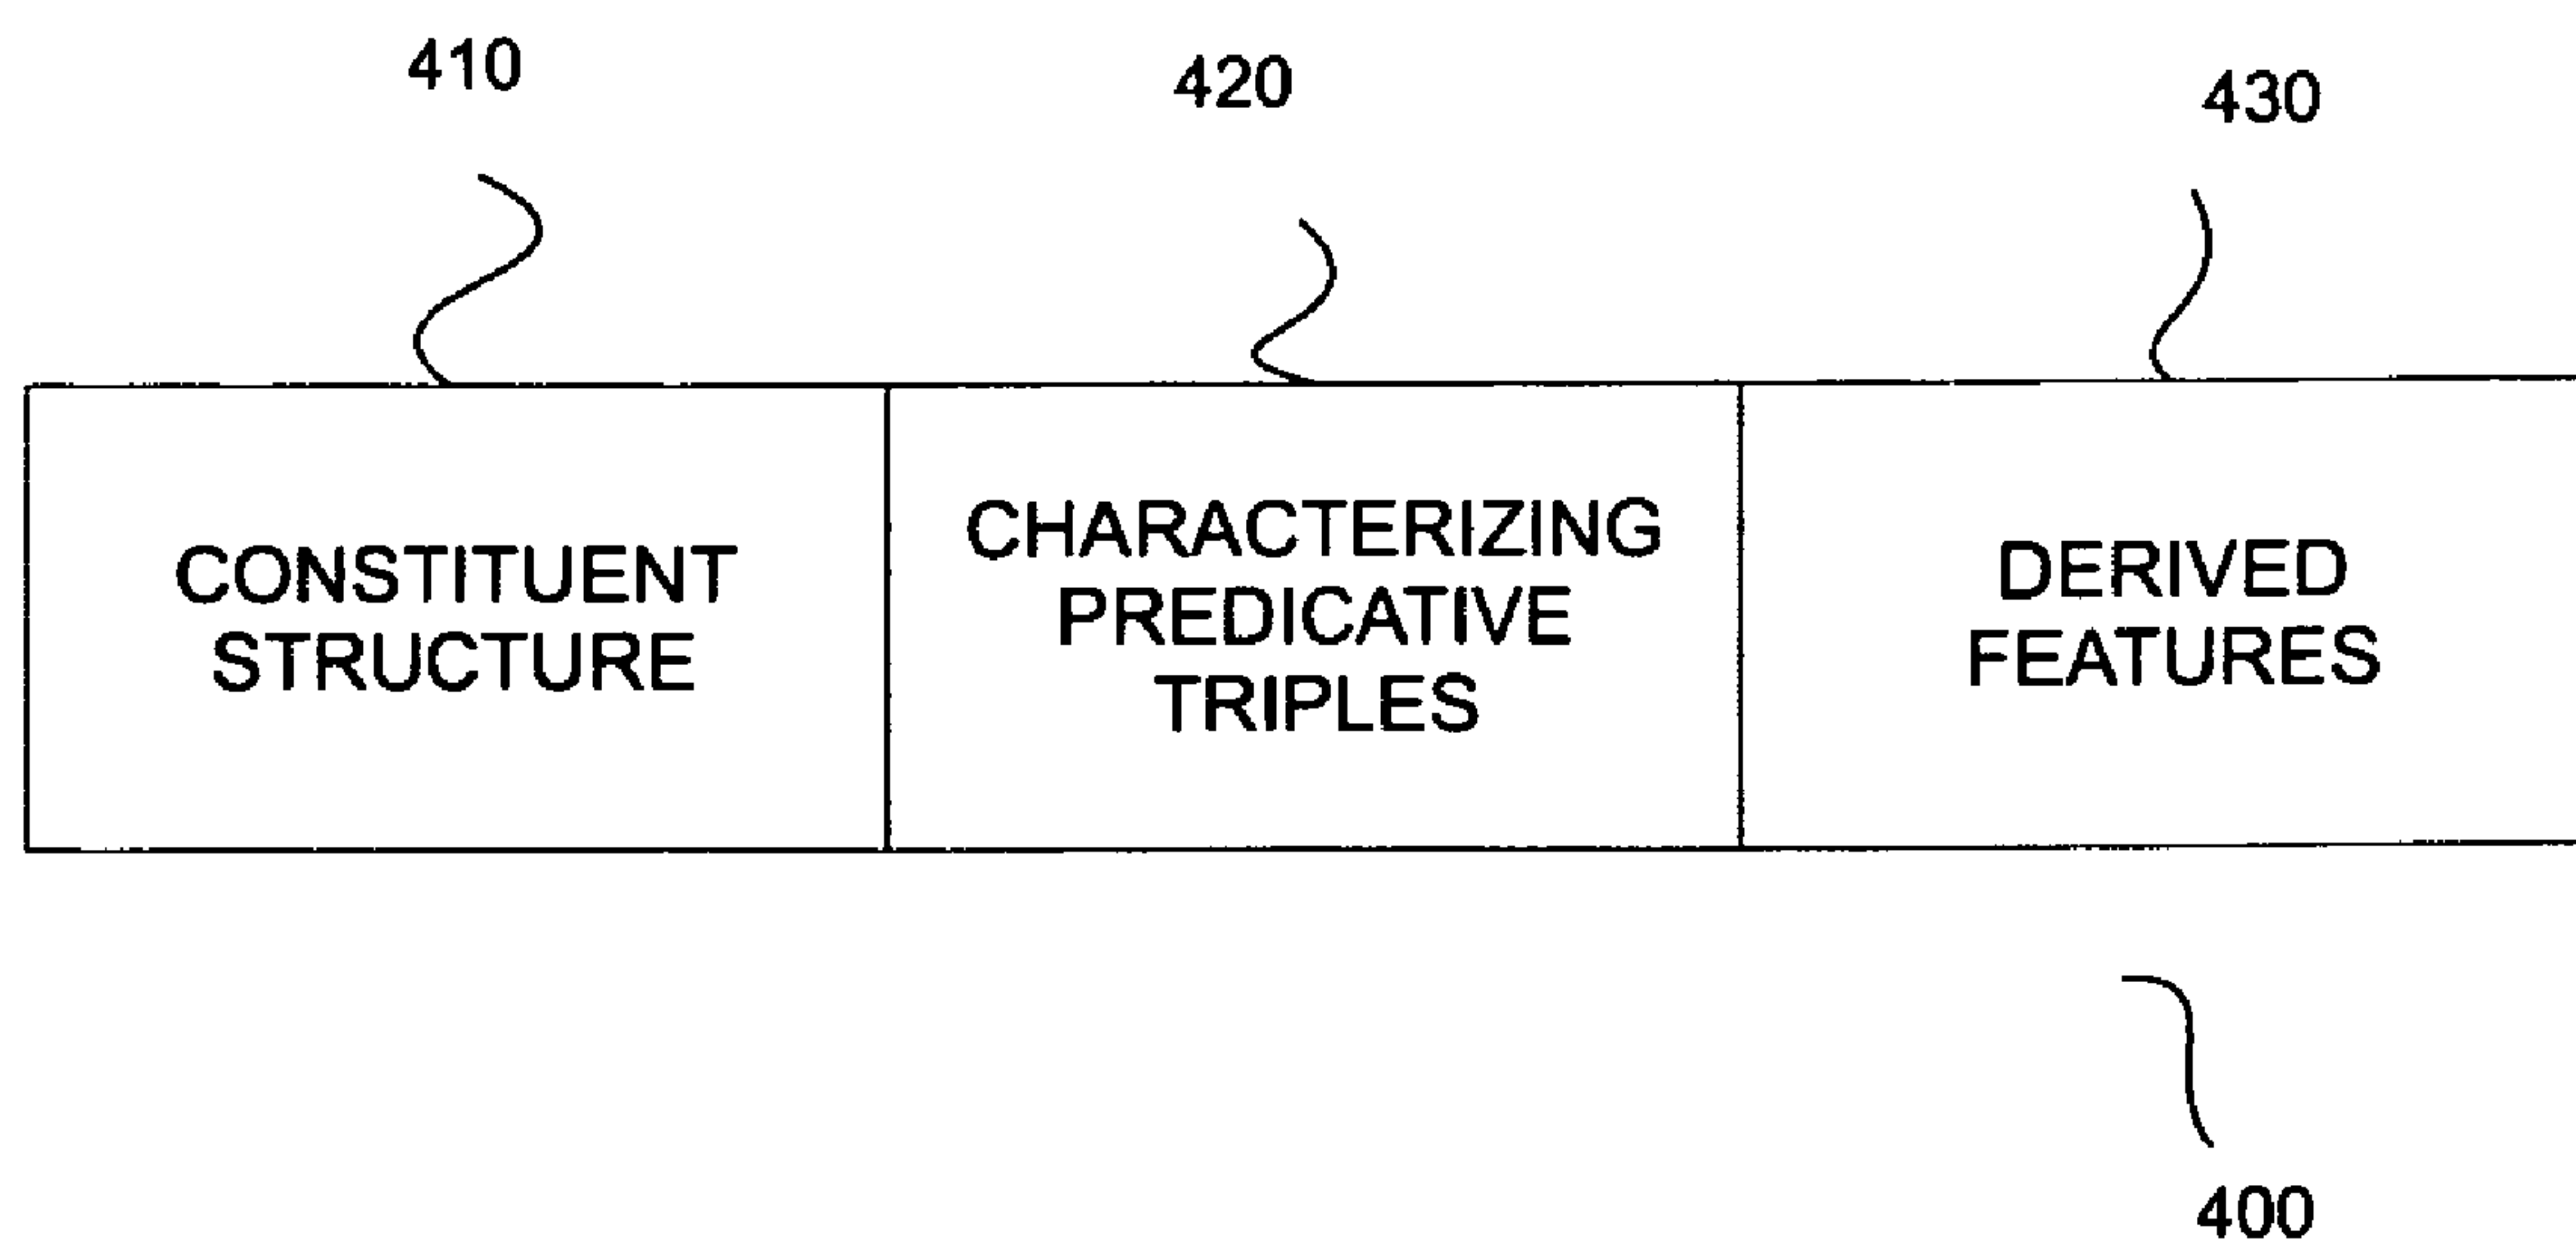 410
420
430
CONSTITUENT
STRUCTURE
CHARACTERIZING
PREDICATIVE
TRIPLES
DERIVED
FEATURES
400